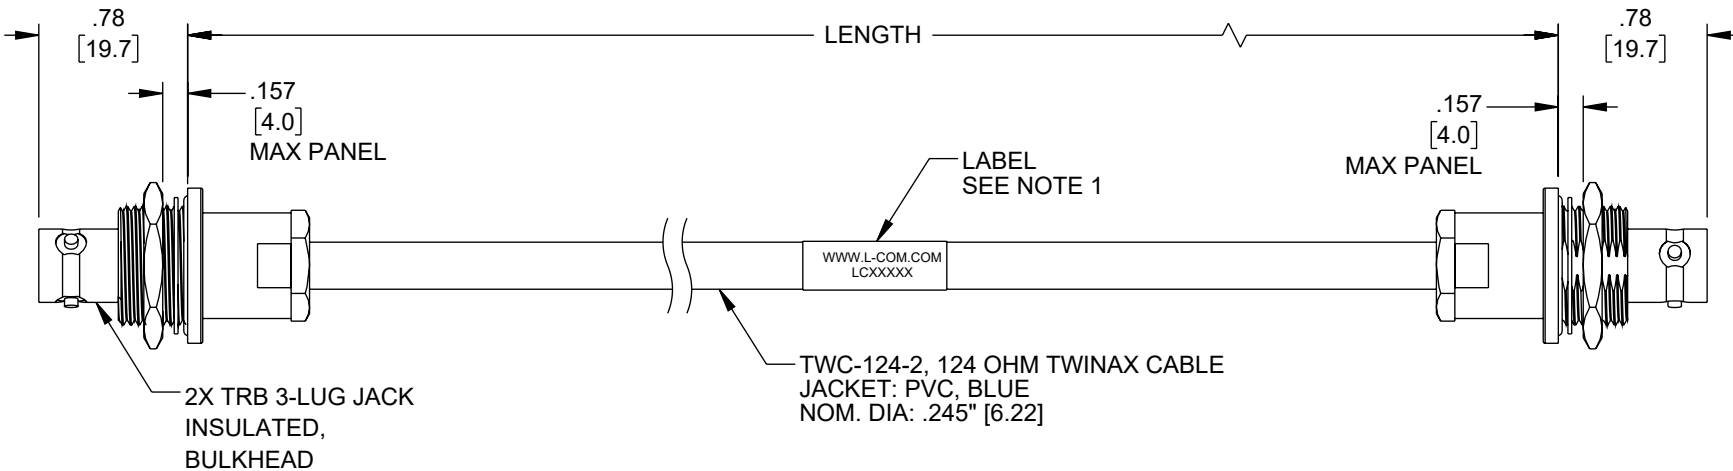 .78
[19.7]
LENGTH
.78
[19.7]
.157
[4.0]
MAX PANEL
.157
[4.0]
MAX PANEL
LABEL
SEE NOTE 1
WWW.L-COM.COM
LCXXXXX
TWC-124-2, 124 OHM TWINAX CABLE
JACKET: PVC, BLUE
NOM. DIA: .245" [6.22]
2X TRB 3-LUG JACK
INSULATED,
BULKHEAD